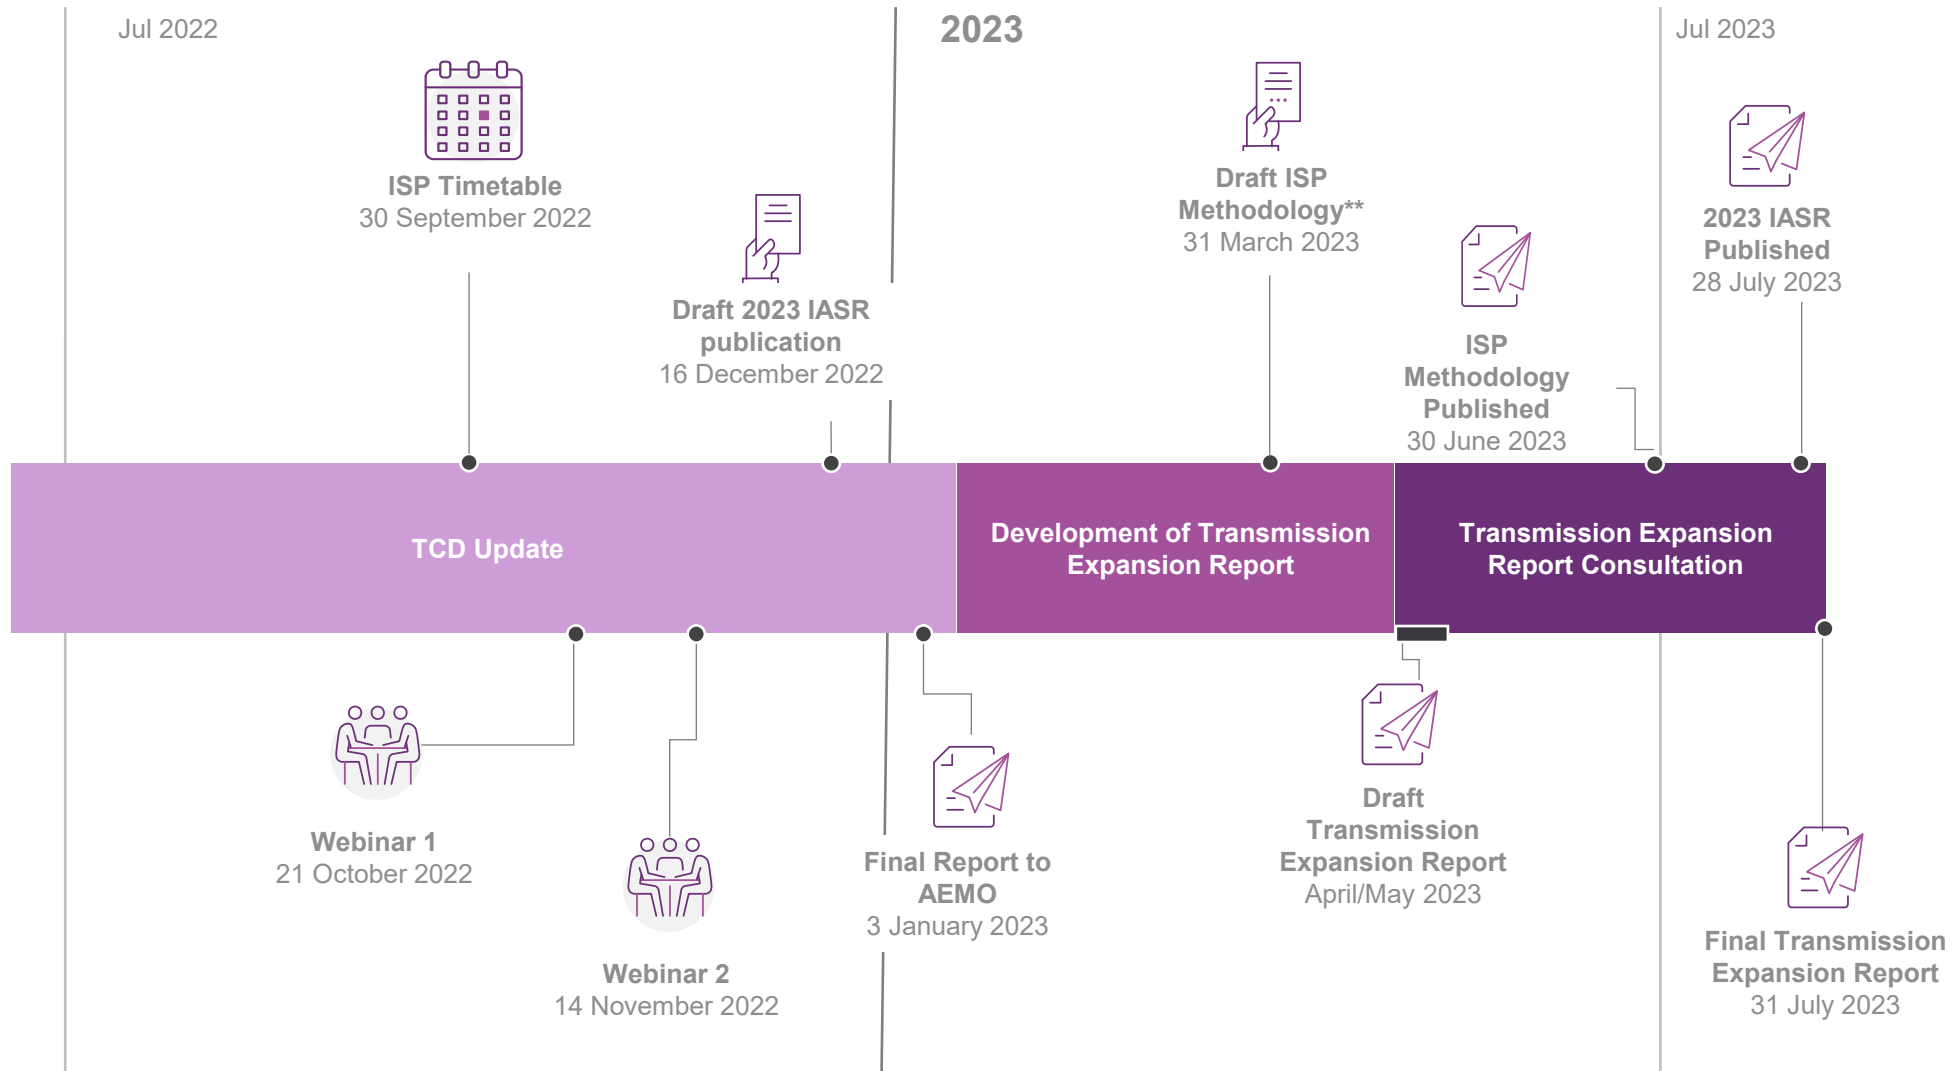 Jul 2022
2023
Jul 2023
ISP Timetable
30 September 2022
Draft 2023 IASR
publication
16 December 2022
Draft ISP
Methodology**
31 March 2023
ISP
Methodology
Published
30 June 2023
2023 IASR
Published
28 July 2023
TCD Update
Development of Transmission
Expansion Report
Transmission Expansion
Report Consultation
Webinar 1
21 October 2022
Webinar 2
14 November 2022
Final Report to
AEMO
3 January 2023
Draft
Transmission
Expansion Report
April/May 2023
Final Transmission
Expansion Report
31 July 2023